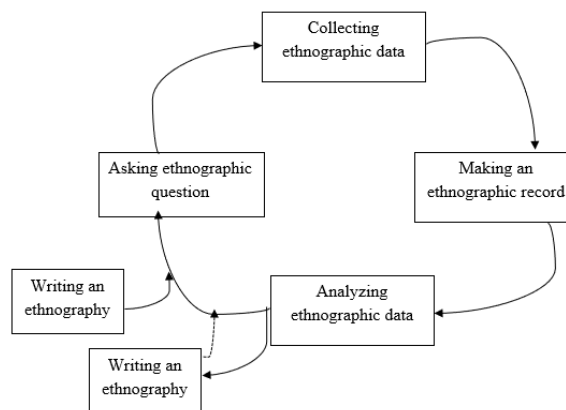 Collecting
ethnographic data
Asking ethnographic
question
Making an
ethnographic record
Writing an
ethnography
Analyzing
ethnographic data
Writing an
ethnography